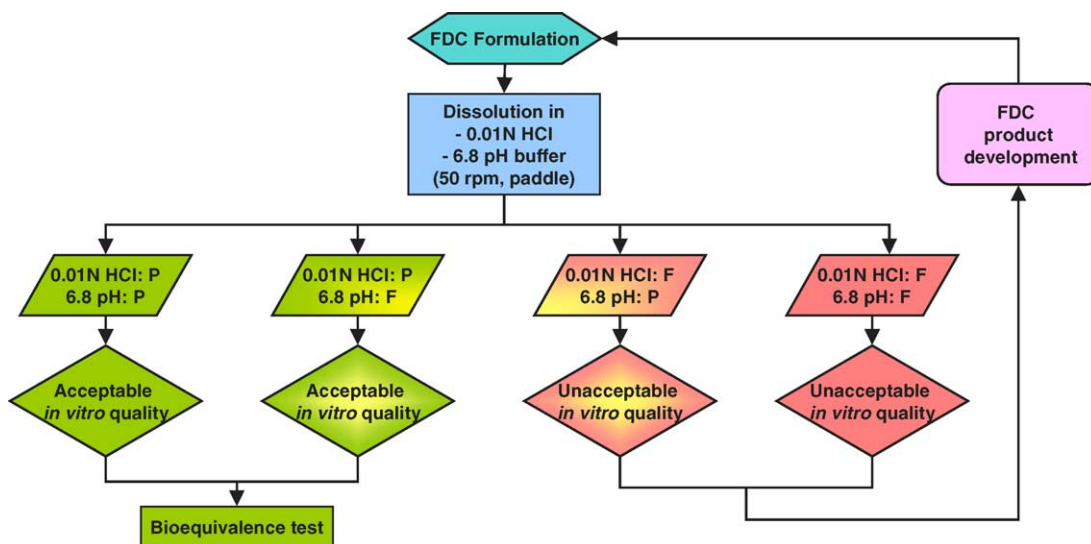 FDC Formulation
Dissolution in
- 0.01N HCl
- 6.8 pH buffer
(50 rpm, paddle)
FDC
product
development
0.01N HCl: P
6.8 pH: P
0.01N HCl: P
6.8 pH: F
0.01N HCl: F
6.8 pH: P
0.01N HCl: F
6.8 pH: F
Acceptable
in vitro quality
Acceptable
in vitro quality
Unacceptable
in vitro quality
Unacceptable
in vitro quality
Bioequivalence test